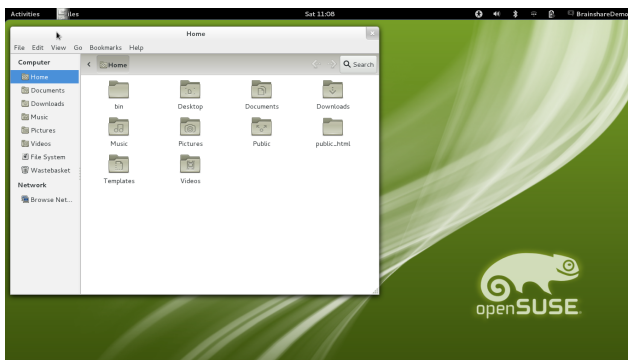 Activities Files Sat 11:08 BrainshareDemo
Home
File Edit View Go Bookmarks Help
Computer
Home Search
Home
Documents
Downloads
Music
Pictures
Videos
File System
Wastebasket
Network
Browse Net...
bin Desktop Documents Downloads
Music Pictures Public public_html
Templates Videos
openSUSE